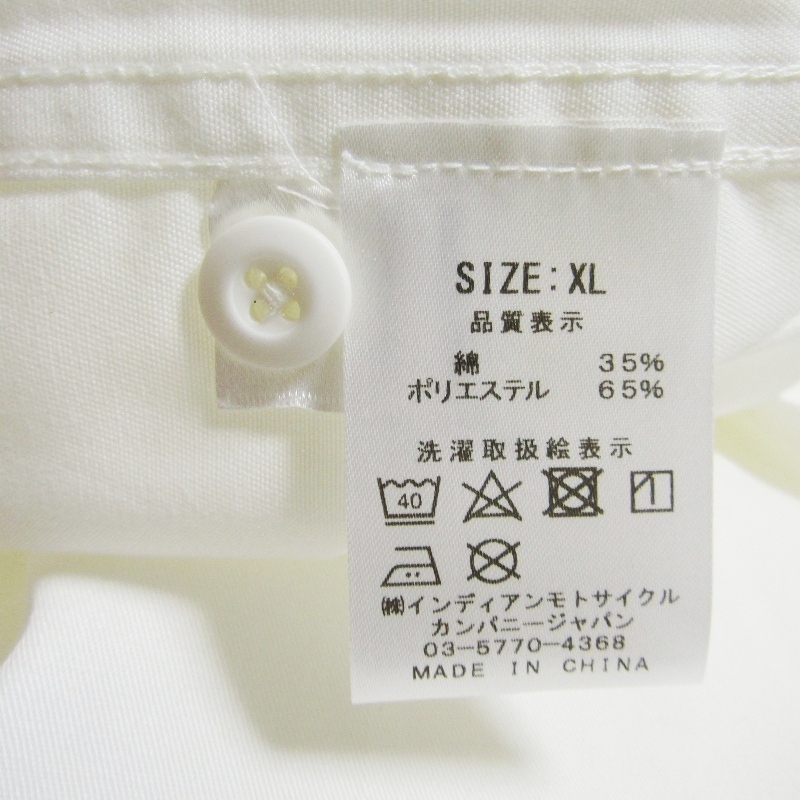 SIZE:XL
品質表示
綿 35%
ポリエステル 65%
洗濯取扱絵表示
40
㈱インディアンモトサイクル
カンパニージャパン
03-5770-4368
MADE IN CHINA